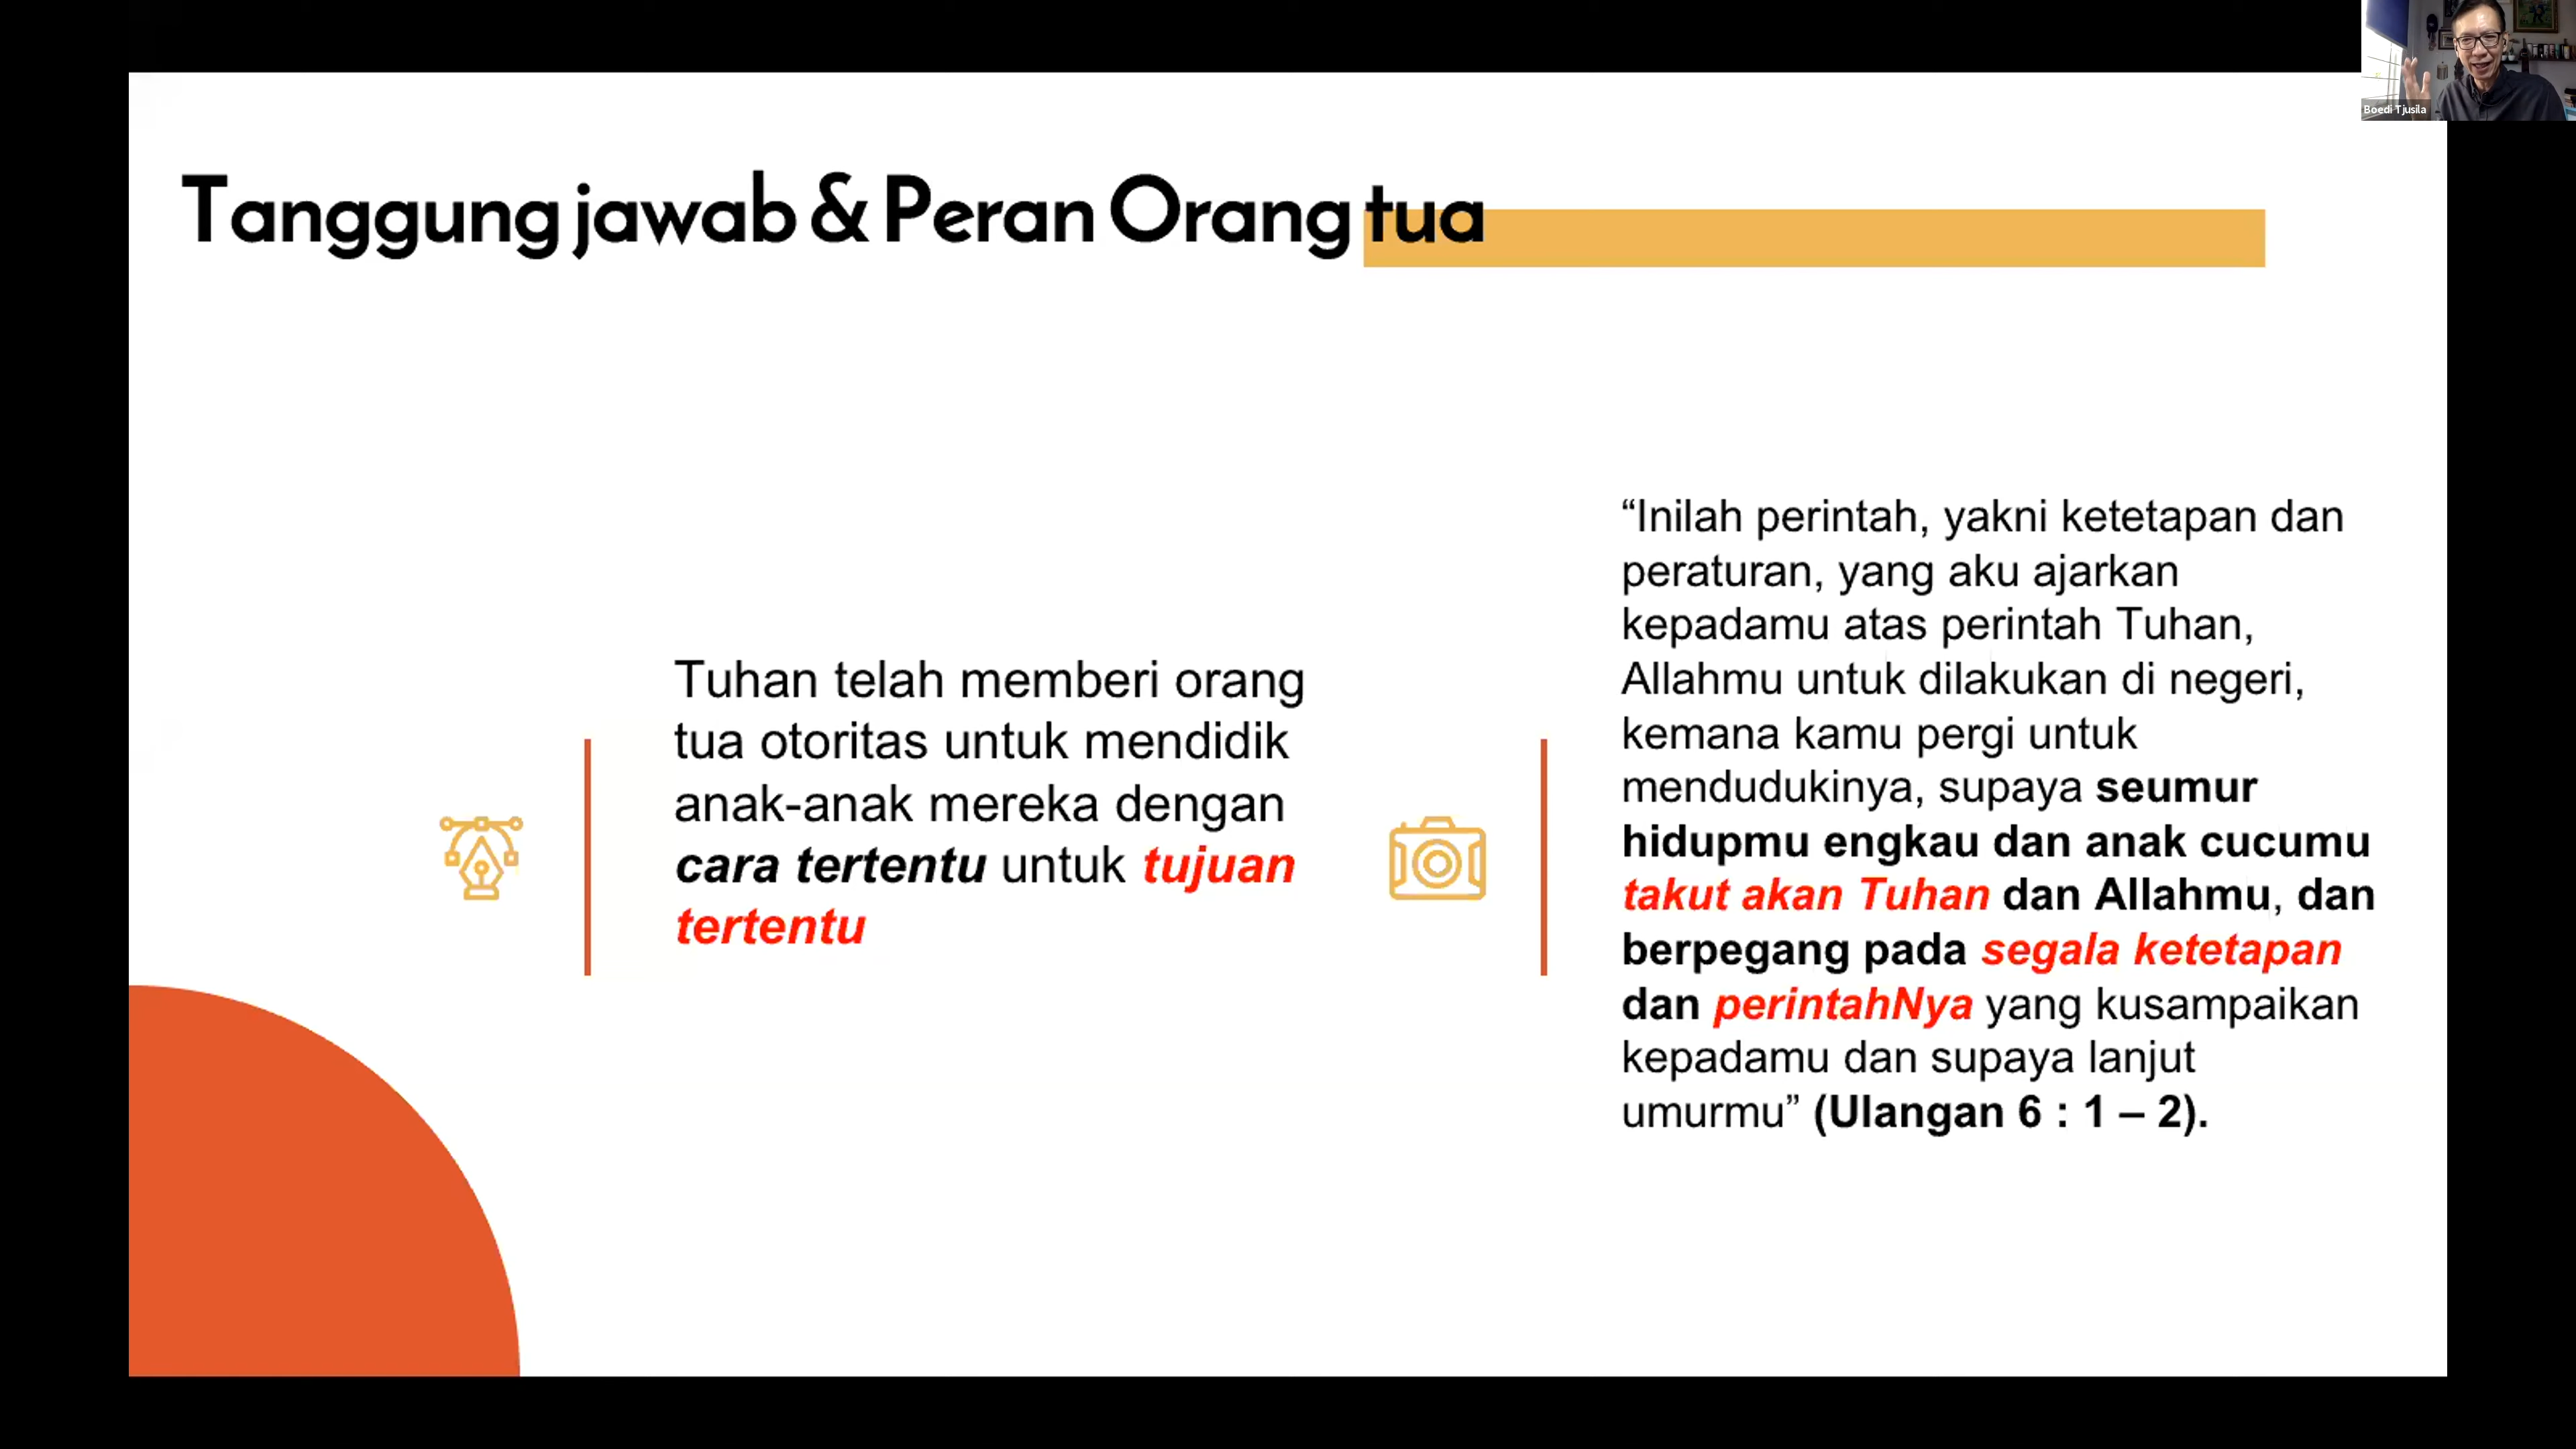 Boedi Tjusila
Tanggung jawab & Peran Orang tua
Tuhan telah memberi orang
tua otoritas untuk mendidik
anak-anak mereka dengan
cara tertentu untuk tujuan
tertentu
“Inilah perintah, yakni ketetapan dan
peraturan, yang aku ajarkan
kepadamu atas perintah Tuhan,
Allahmu untuk dilakukan di negeri,
kemana kamu pergi untuk
mendudukinya, supaya seumur
hidupmu engkau dan anak cucumu
takut akan Tuhan dan Allahmu, dan
berpegang pada segala ketetapan
dan perintahNya yang kusampaikan
kepadamu dan supaya lanjut
umurmu” (Ulangan 6 : 1 – 2).